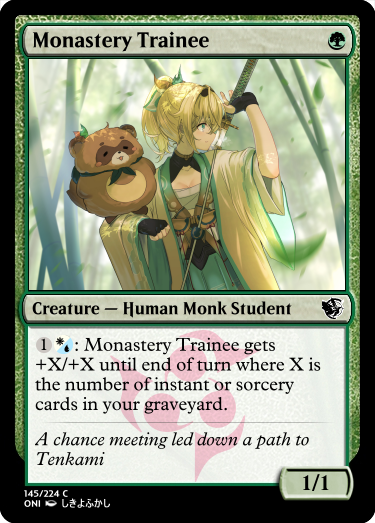 Monastery Trainee
Creature — Human Monk Student
1 : Monastery Trainee gets
+X/+X until end of turn where X is
the number of instant or sorcery
cards in your graveyard.
A chance meeting led down a path to
Tenkami
1/1
145/224 C
ONI しきよふかし